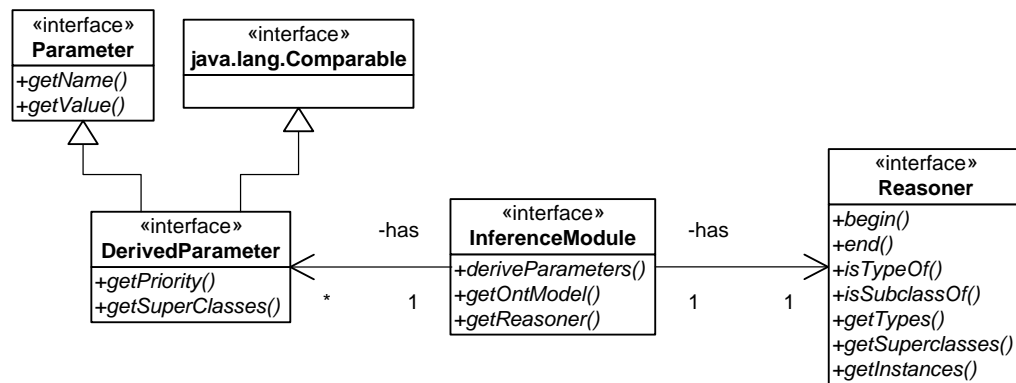 «interface»
Parameter
+getName()
+getValue()
«interface»
java.lang.Comparable
«interface»
DerivedParameter
+getPriority()
+getSuperClasses()
-has
*
1
«interface»
InferenceModule
+deriveParameters()
+getOntModel()
+getReasoner()
-has
1
1
«interface»
Reasoner
+begin()
+end()
+isTypeOf()
+isSubclassOf()
+getTypes()
+getSuperclasses()
+getInstances()